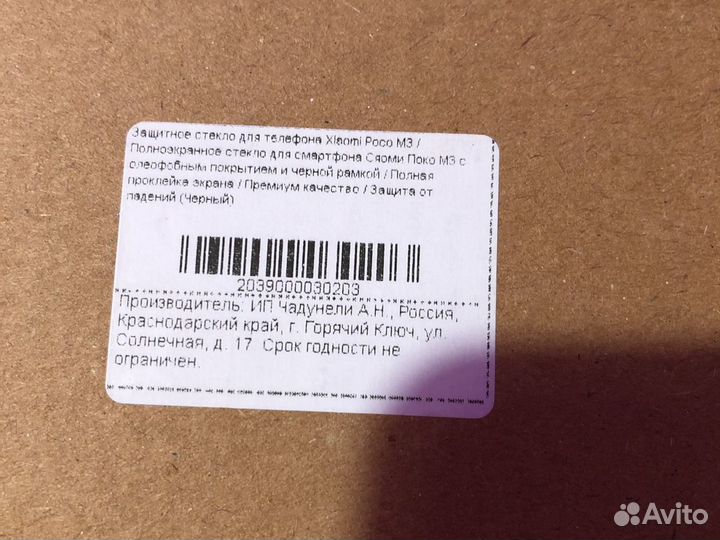 Защитное стекло для телефона Xiaomi Poco M3 /
Полноэкранное стекло для смартфона Сяоми Поко М3 с
олеофобным покрытием и черной рамкой / Полная
проклейка экрана / Премиум качество / Защита от
падений (Черный)
2039000030203
Производитель: ИП Чадунели А.Н., Россия,
Краснодарский край, г. Горячий Ключ, ул.
Солнечная, д. 17. Срок годности не
ограничен.
Avito